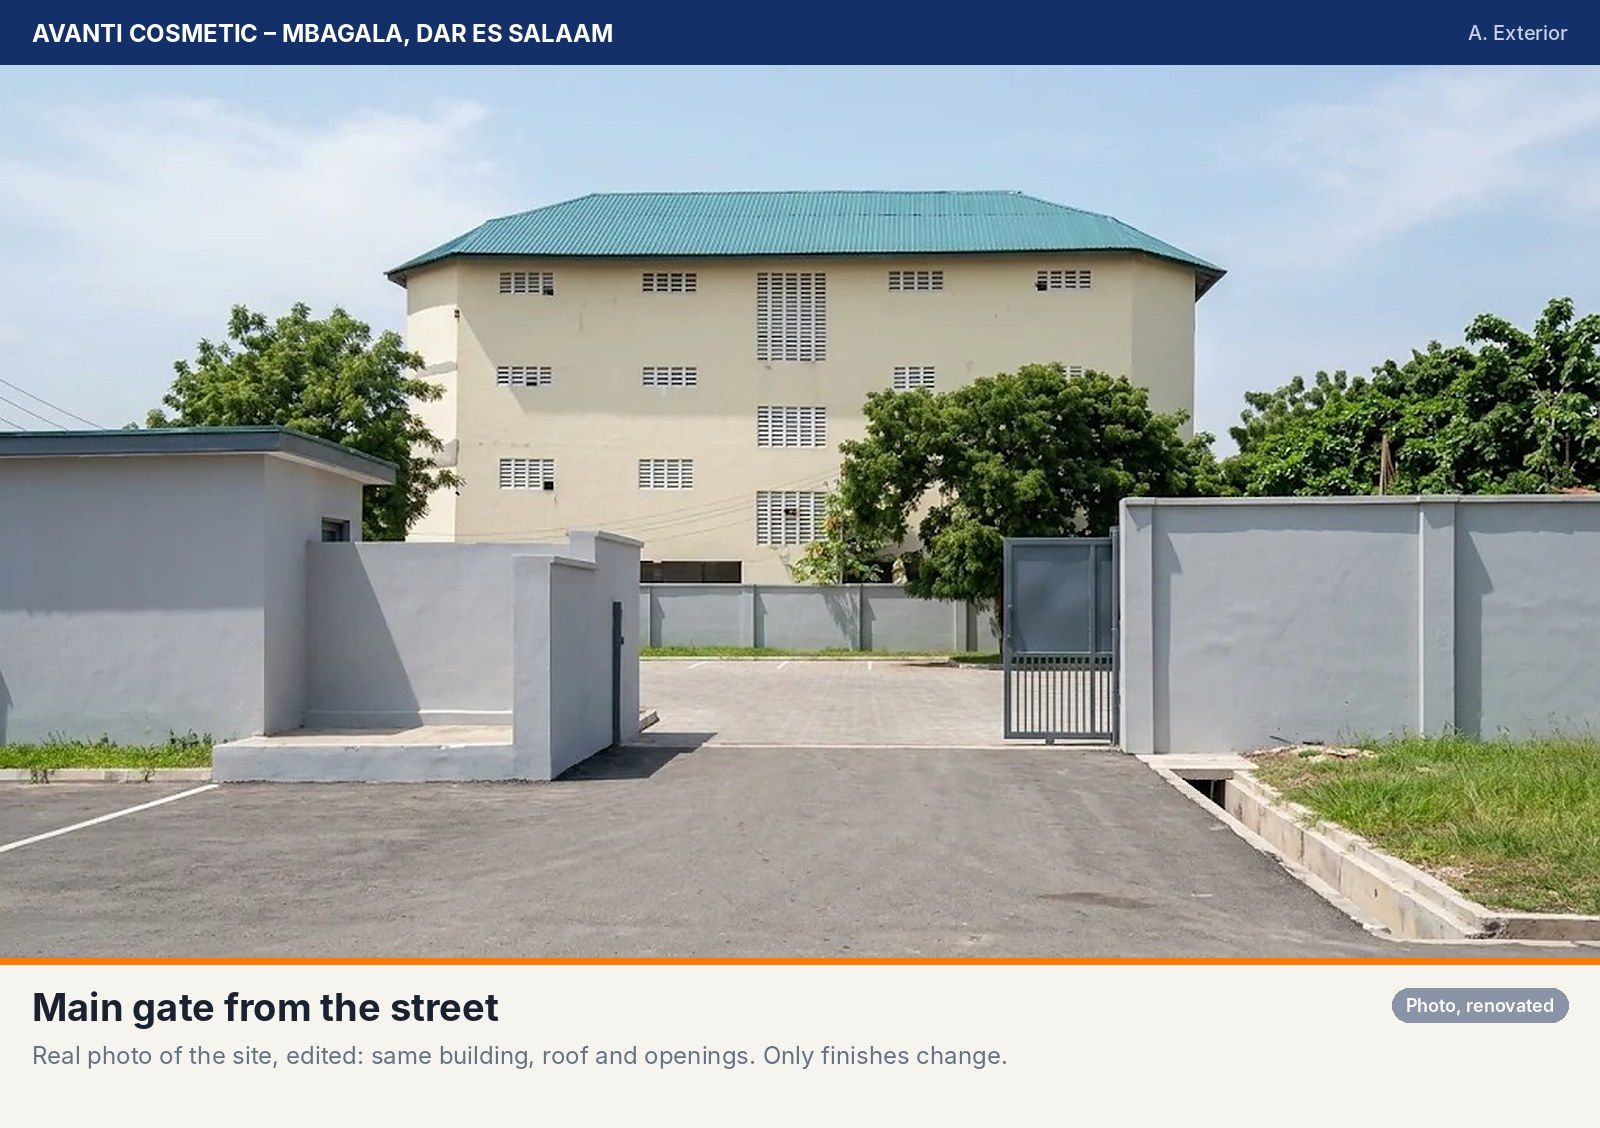 AVANTI COSMETIC – MBAGALA, DAR ES SALAAM
A. Exterior
Main gate from the street
Photo, renovated
Real photo of the site, edited: same building, roof and openings. Only finishes change.